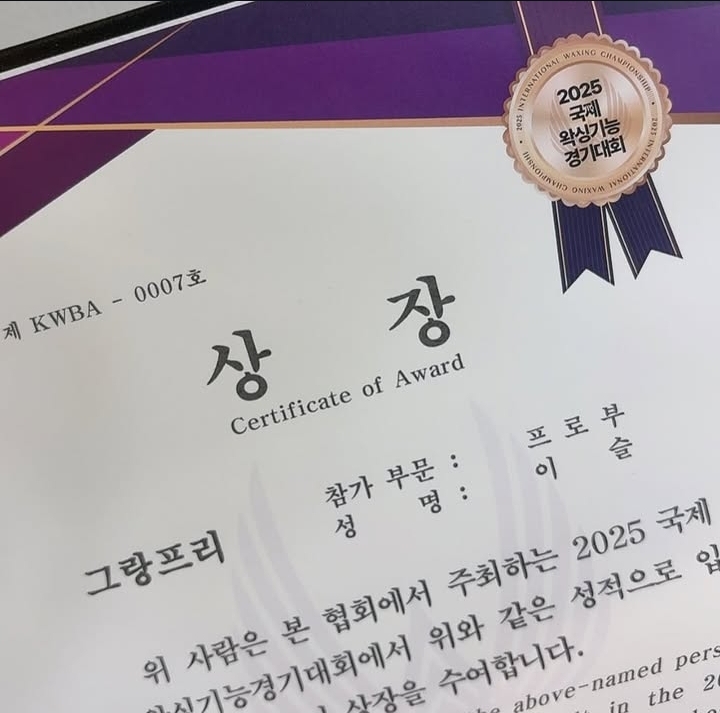 2025 INTERNATIONAL WAXING CHAMPIONSHIP
2025
국제
왁싱기능
경기대회
제 KWBA - 0007호
상 장
Certificate of Award
참가 부문 : 프로부
성 명 : 이 슬
그랑프리
위 사람은 본 협회에서 주최하는 2025 국제
왁싱기능경기대회에서 위와 같은 성적으로 입
상장을 수여합니다.
the above-named pers
in the 20